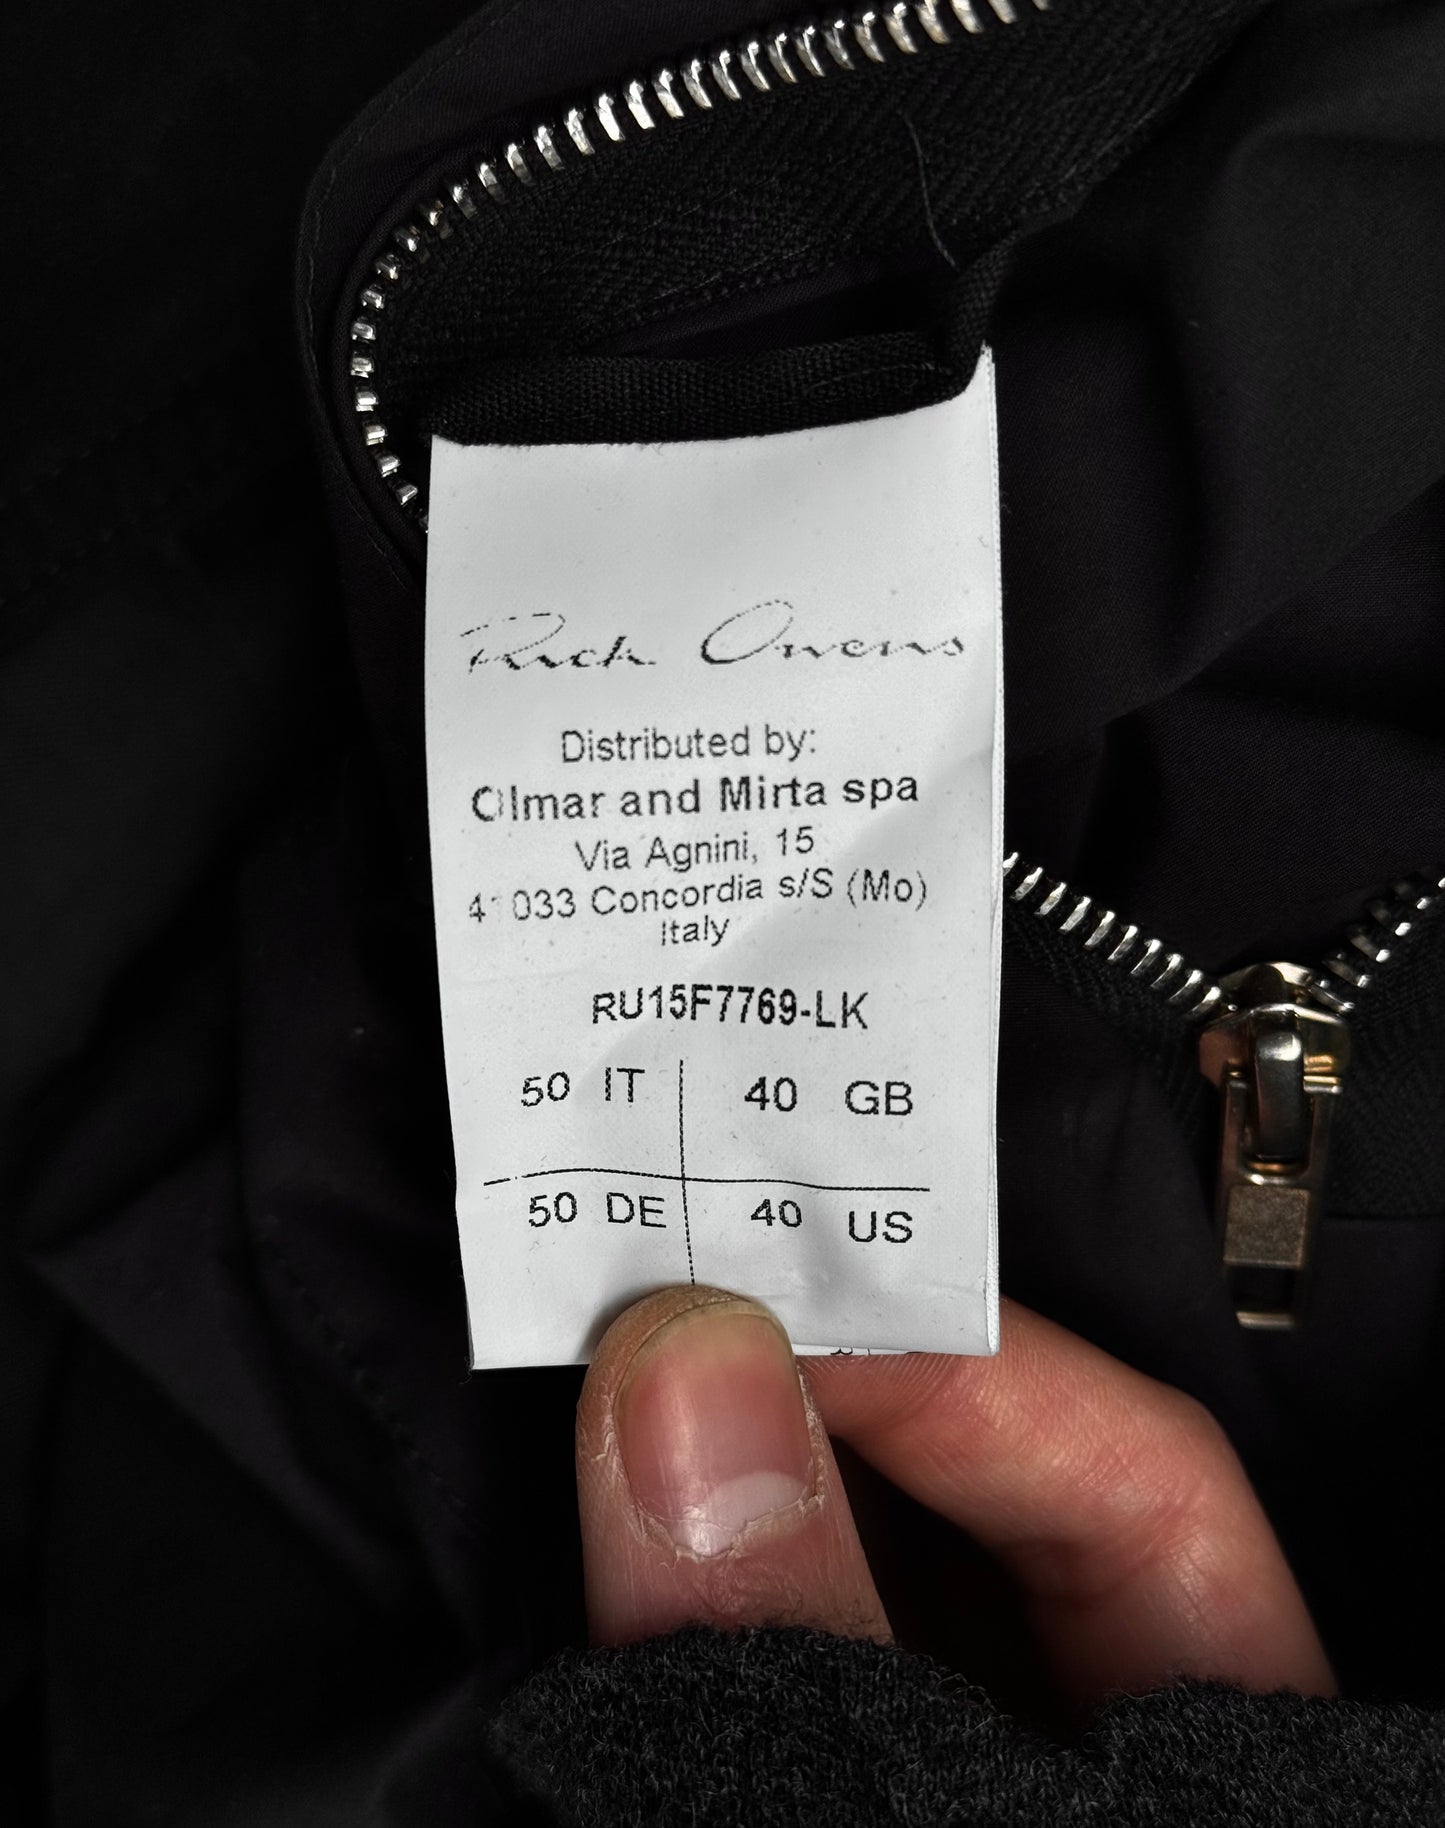 Rick Owens
Distributed by:
Olmar and Mirta spa
Via Agnini, 15
41033 Concordia s/S (Mo)
Italy
RU15F7769-LK
50 IT 40 GB
50 DE 40 US